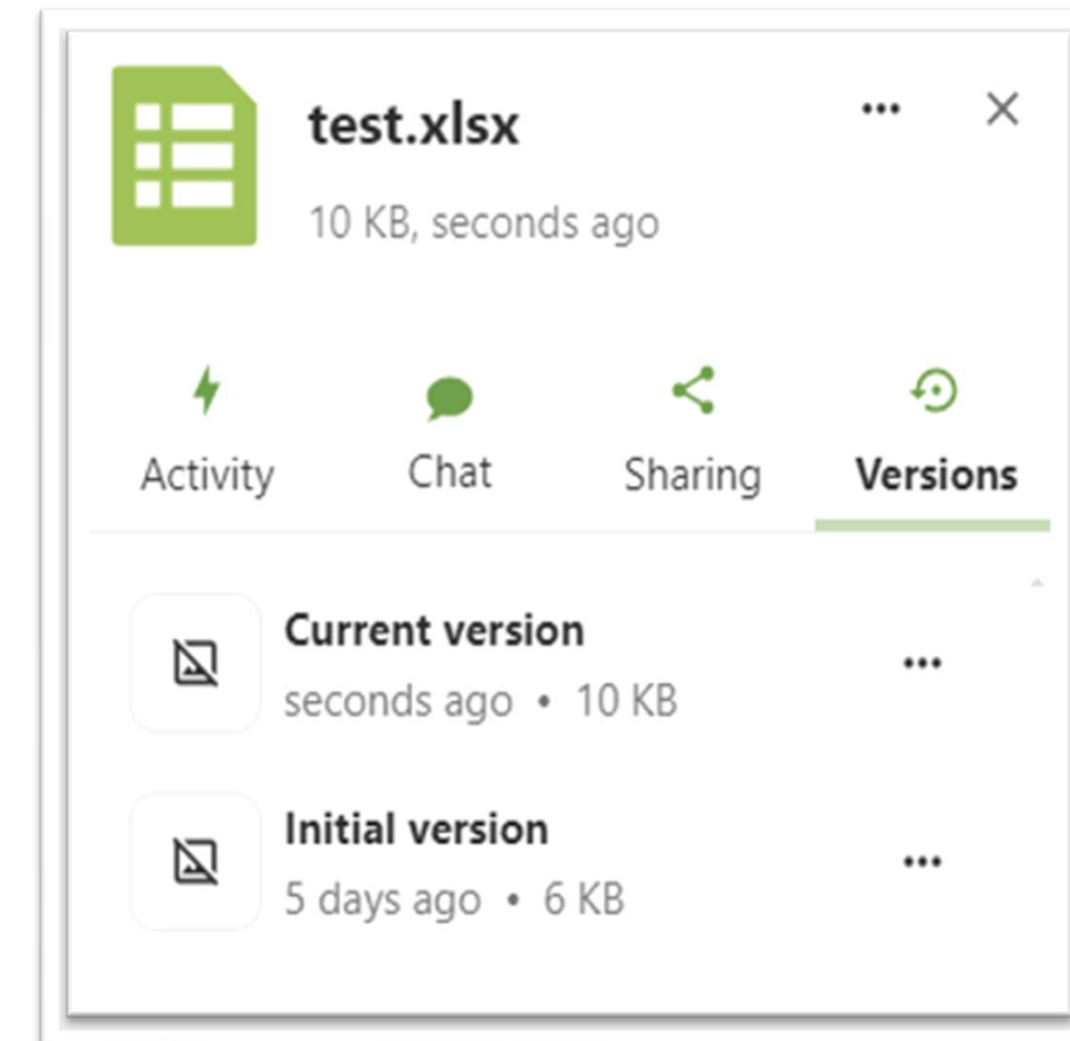 test.xlsx
10 KB, seconds ago
Activity Chat Sharing Versions
Current version
seconds ago • 10 KB
Initial version
5 days ago • 6 KB